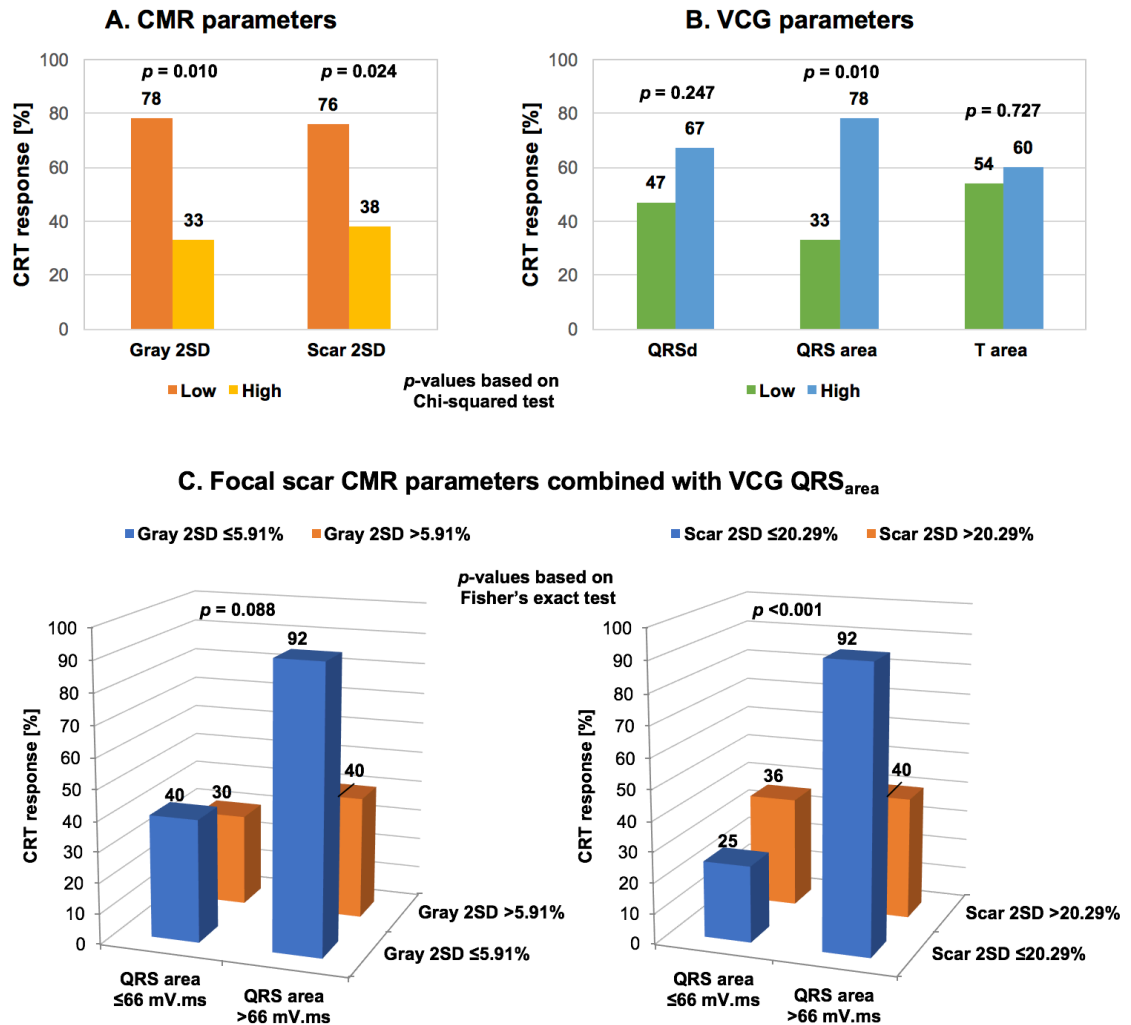 A. CMR parameters
CRT response [%]
100
80
60
40
20
0
p = 0.010
p = 0.024
78
33
76
38
Gray 2SD
Scar 2SD
Low High
B. VCG parameters
CRT response [%]
100
80
60
40
20
0
p = 0.247
p = 0.010
p = 0.727
47
67
33
78
54
60
QRSd
QRS area
T area
Low High
p-values based on
Chi-squared test
C. Focal scar CMR parameters combined with VCG QRSarea
Gray 2SD ≤5.91% Gray 2SD >5.91%
Scar 2SD ≤20.29% Scar 2SD >20.29%
p-values based on
Fisher's exact test
CRT response [%]
100
90
80
70
60
50
40
30
20
10
0
p = 0.088
92
40
30
40
Gray 2SD >5.91%
Gray 2SD ≤5.91%
QRS area
≤66 mV.ms
QRS area
>66 mV.ms
CRT response [%]
100
90
80
70
60
50
40
30
20
10
0
p <0.001
92
36
40
25
Scar 2SD >20.29%
Scar 2SD ≤20.29%
QRS area
≤66 mV.ms
QRS area
>66 mV.ms